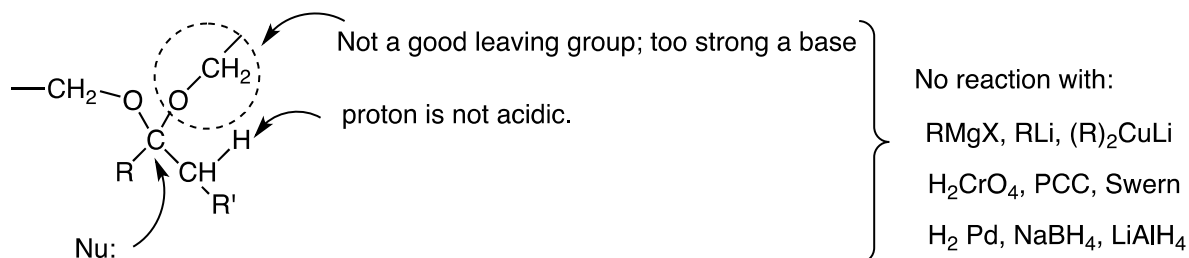 Not a good leaving group; too strong a base
CH₂
—CH₂
O
O
No reaction with:
proton is not acidic.
H
RMgX, RLi, (R)₂CuLi
C
R
CH
H₂CrO₄, PCC, Swern
R'
Nu:
H₂ Pd, NaBH₄, LiAlH₄